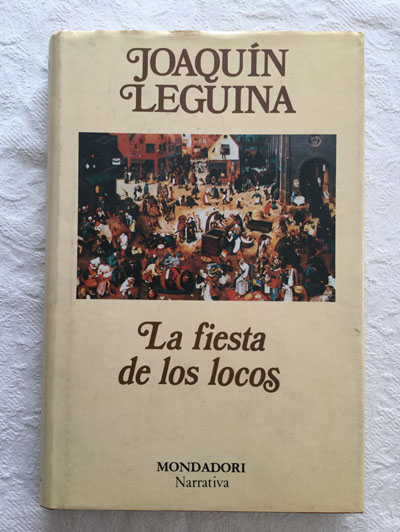 JOAQUÍN
LEGUINA
La fiesta
de los locos
MONDADORI
Narrativa